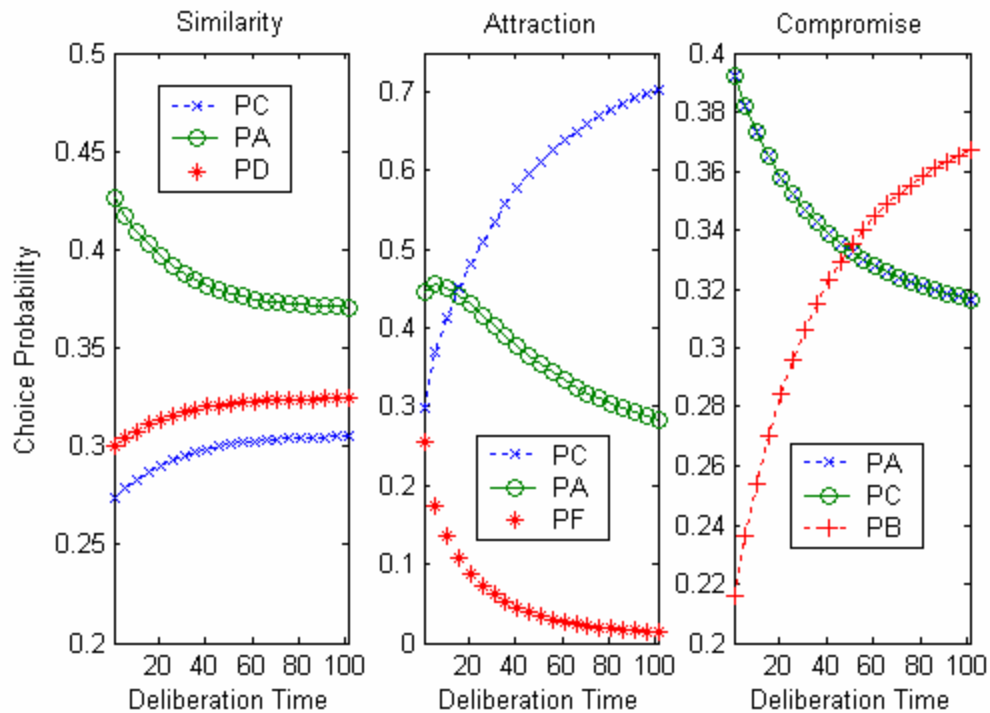 Similarity
Attraction
Compromise
Choice Probability
0.5
0.45
0.4
0.35
0.3
0.25
0.2
PC
PA
PD
20 40 60 80 100
Deliberation Time
0.7
0.6
0.5
0.4
0.3
0.2
0.1
0
PC
PA
PF
20 40 60 80 100
Deliberation Time
0.4
0.38
0.36
0.34
0.32
0.3
0.28
0.26
0.24
0.22
0.2
PA
PC
PB
20 40 60 80 100
Deliberation Time